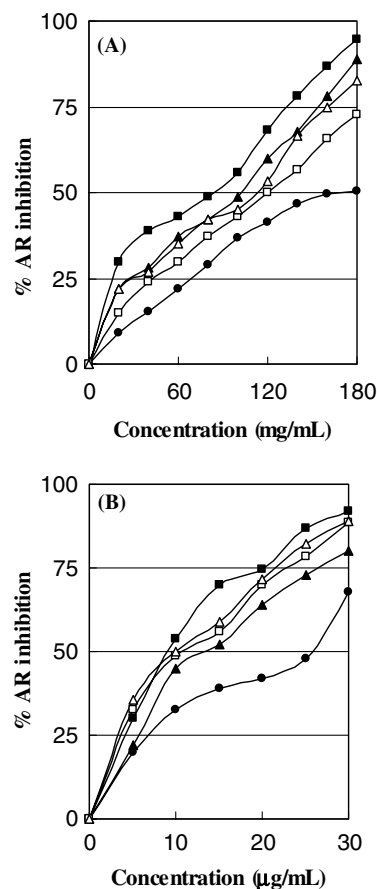 (A)
100
75
50
25
0
% AR inhibition
0 60 120 180
Concentration (mg/mL)
(B)
100
75
50
25
0
% AR inhibition
0 10 20 30
Concentration (μg/mL)